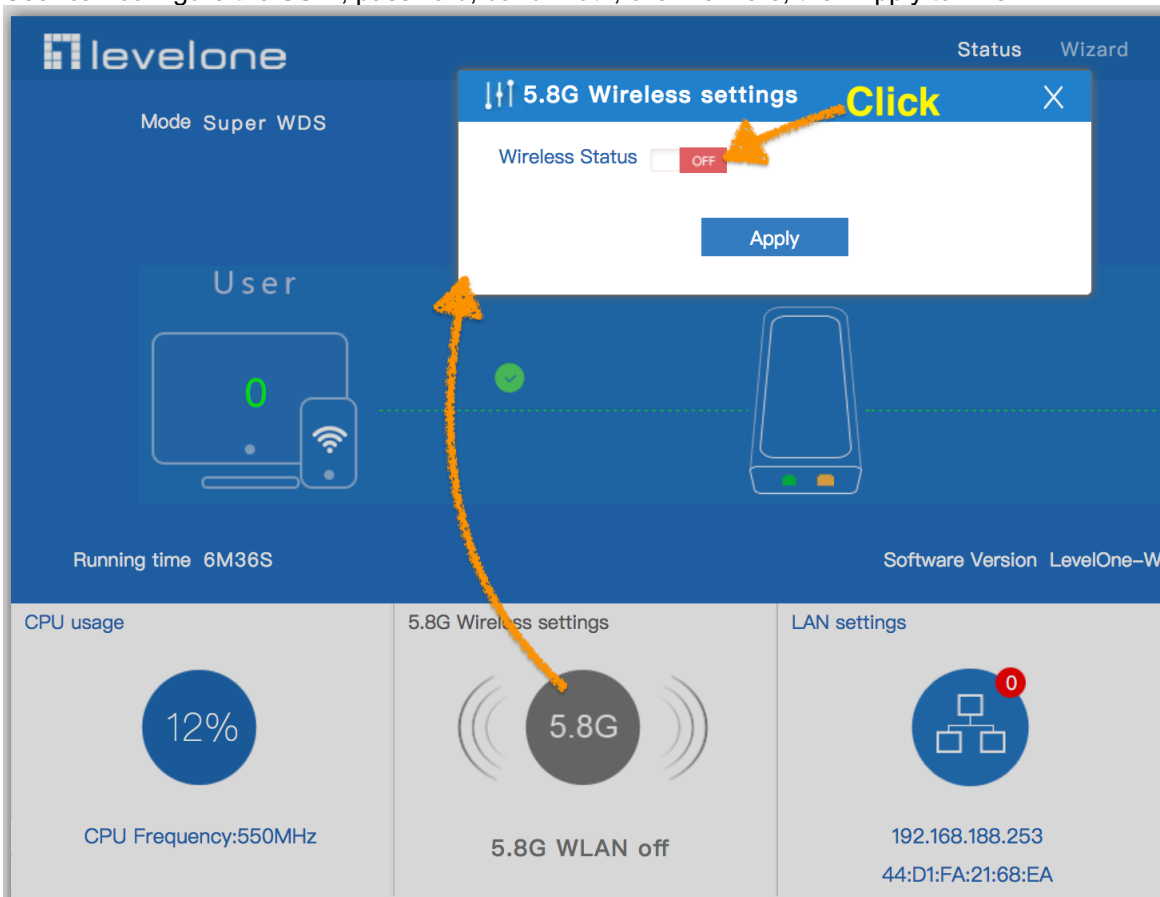 levelone
Status Wizard
5.8G Wireless settings
Click
X
Mode Super WDS
Wireless Status OFF
Apply
User
0
Running time 6M36S
Software Version LevelOne-W
CPU usage
5.8G Wireless settings
LAN settings
12%
5.8G
0
CPU Frequency:550MHz
5.8G WLAN off
192.168.188.253
44:D1:FA:21:68:EA